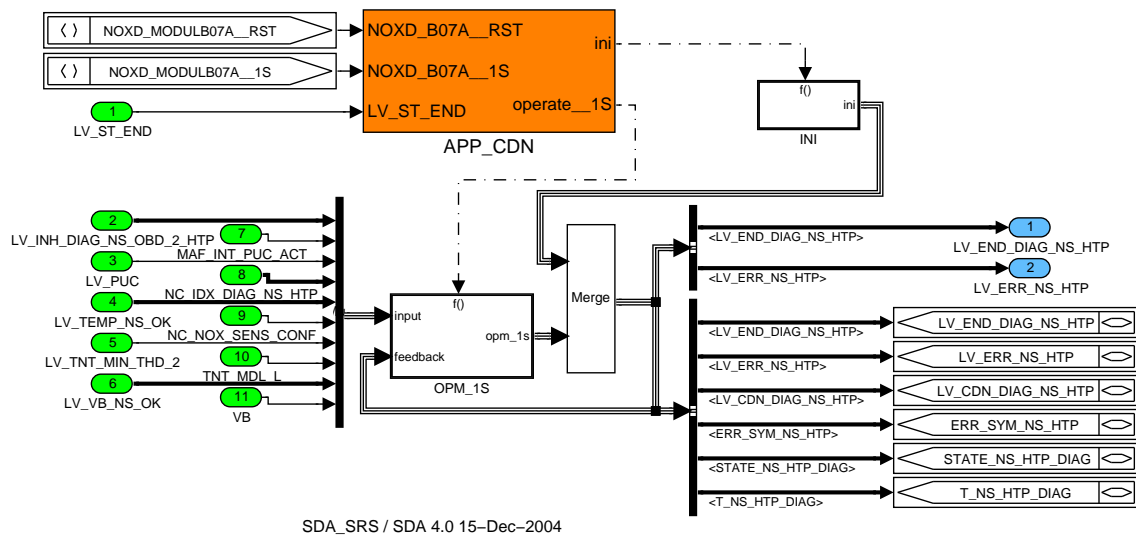 NOXD_MODULB07A__RST
NOXD_MODULB07A__1S
1
LV_ST_END
NOXD_B07A__RST
NOXD_B07A__1S
LV_ST_END
ini
operate__1S
APP_CDN
f()
ini
INI
2
LV_INH_DIAG_NS_OBD_2_HTP
7
MAF_INT_PUC_ACT
3
LV_PUC
8
NC_IDX_DIAG_NS_HTP
4
LV_TEMP_NS_OK
9
NC_NOX_SENS_CONF
5
LV_TNT_MIN_THD_2
10
TNT_MDL_L
6
LV_VB_NS_OK
11
VB
f()
input
feedback
opm_1s
OPM_1S
Merge
<LV_END_DIAG_NS_HTP>
1
LV_END_DIAG_NS_HTP
<LV_ERR_NS_HTP>
2
LV_ERR_NS_HTP
<LV_END_DIAG_NS_HTP>
LV_END_DIAG_NS_HTP
<LV_ERR_NS_HTP>
LV_ERR_NS_HTP
<LV_CDN_DIAG_NS_HTP>
LV_CDN_DIAG_NS_HTP
<ERR_SYM_NS_HTP>
ERR_SYM_NS_HTP
<STATE_NS_HTP_DIAG>
STATE_NS_HTP_DIAG
<T_NS_HTP_DIAG>
T_NS_HTP_DIAG
SDA_SRS / SDA 4.0 15−Dec−2004